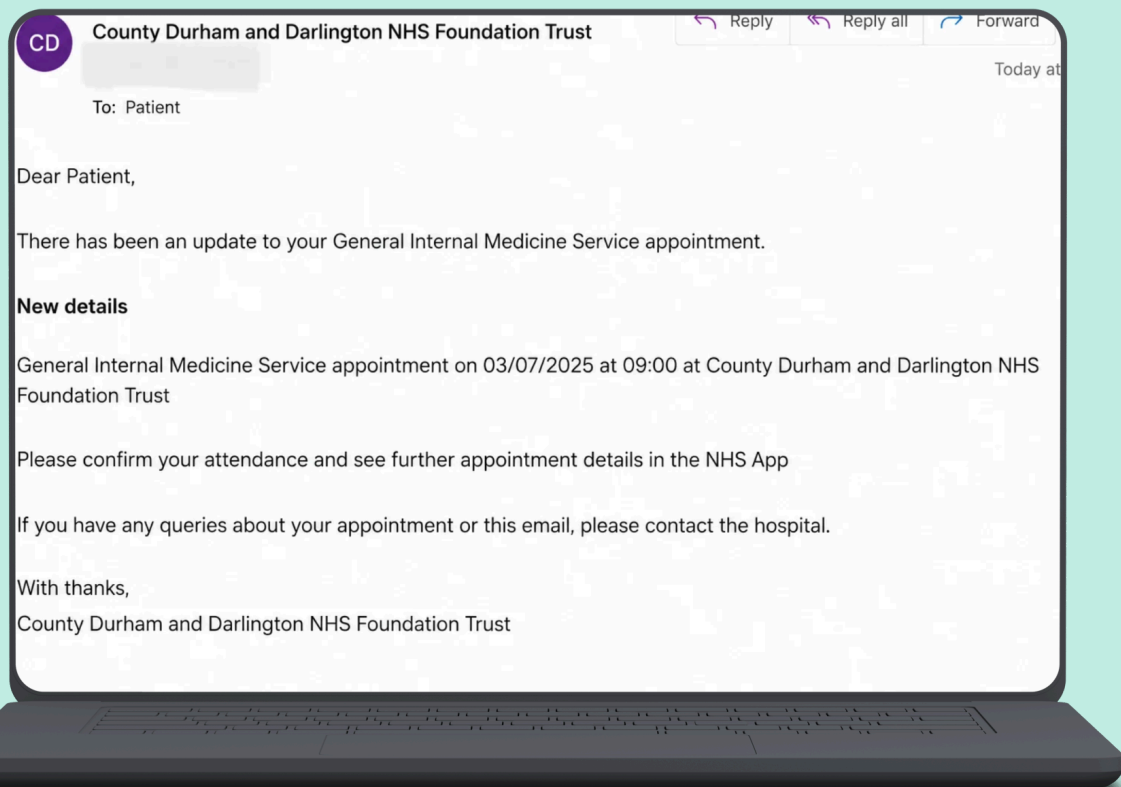 CD
County Durham and Darlington NHS Foundation Trust
Reply
Reply all
Forward
Today at
To: Patient
Dear Patient,
There has been an update to your General Internal Medicine Service appointment.
New details
General Internal Medicine Service appointment on 03/07/2025 at 09:00 at County Durham and Darlington NHS
Foundation Trust
Please confirm your attendance and see further appointment details in the NHS App
If you have any queries about your appointment or this email, please contact the hospital.
With thanks,
County Durham and Darlington NHS Foundation Trust